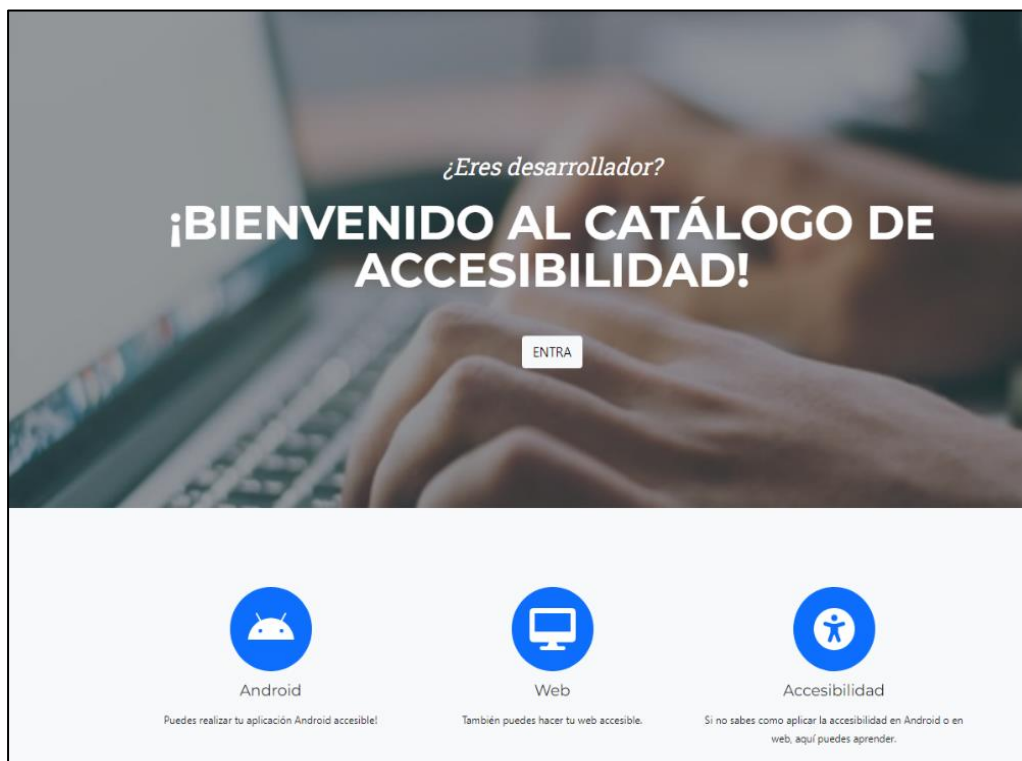 ¿Eres desarrollador?
¡BIENVENIDO AL CATÁLOGO DE
ACCESIBILIDAD!
ENTRA
Android
Puedes realizar tu aplicación Android accesible!
Web
También puedes hacer tu web accesible.
Accesibilidad
Si no sabes como aplicar la accesibilidad en Android o en
web, aquí puedes aprender.